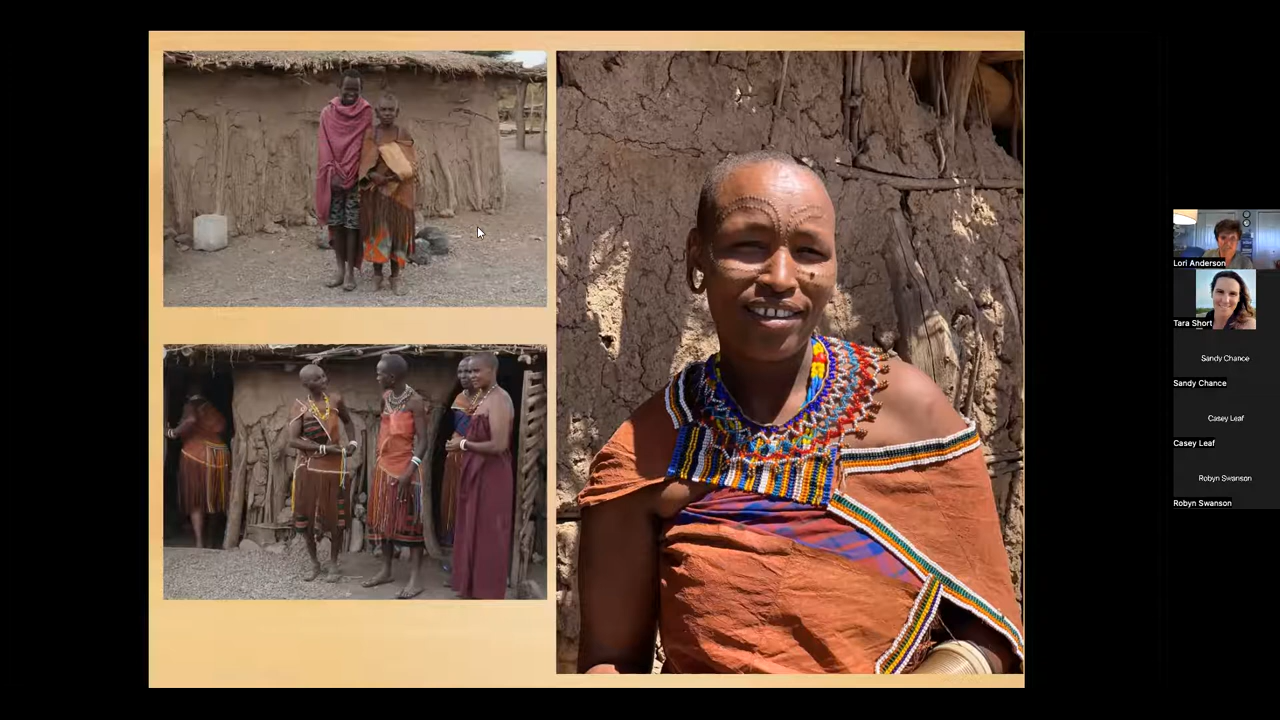 Lori Anderson
Tara Short
Sandy Chance
Sandy Chance
Casey Leaf
Casey Leaf
Robyn Swanson
Robyn Swanson